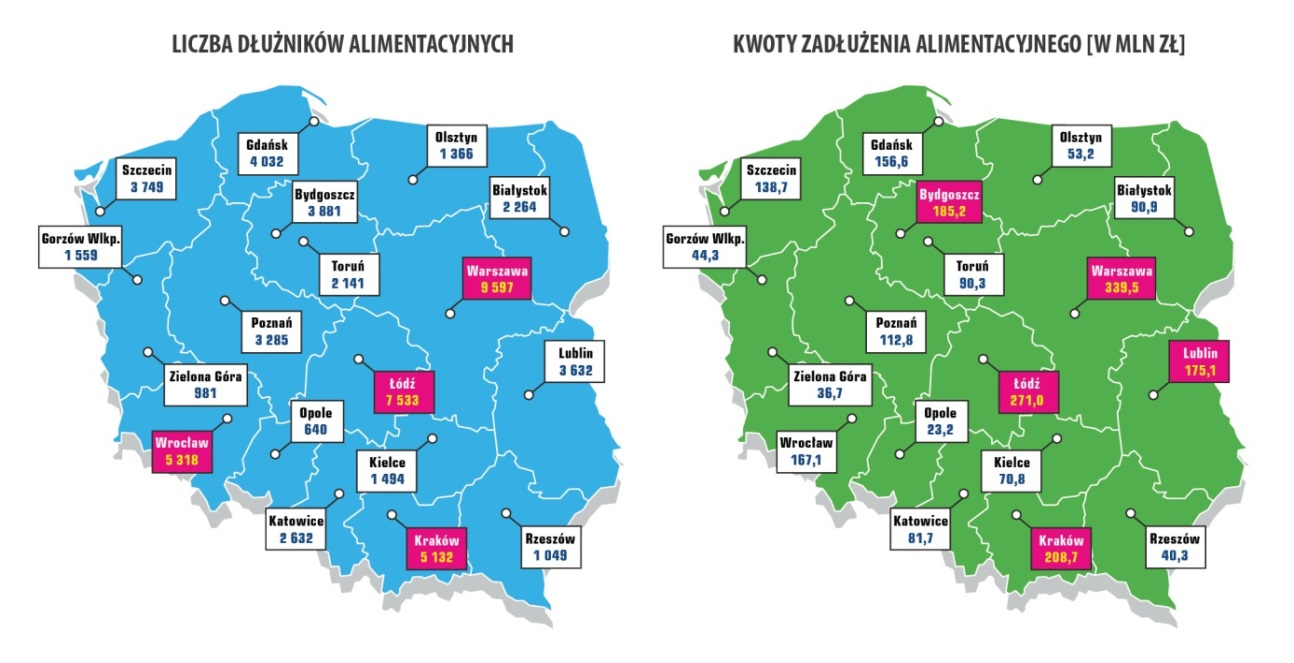 LICZBA DŁUŻNIKÓW ALIMENTACYJNYCH
Gdańsk
4 032
Olsztyn
1 366
Szczecin
3 749
Bydgoszcz
3 881
Białystok
2 264
Gorzów Wlkp.
1 559
Toruń
2 141
Warszawa
9 597
Poznań
3 285
Lublin
3 632
Zielona Góra
981
Łódź
7 533
Opole
640
Wrocław
5 318
Kielce
1 494
Katowice
2 632
Kraków
5 132
Rzeszów
1 049
KWOTY ZADŁUŻENIA ALIMENTACYJNEGO [W MLN ZŁ]
Gdańsk
156,6
Olsztyn
53,2
Szczecin
138,7
Bydgoszcz
185,2
Białystok
90,9
Gorzów Wlkp.
44,3
Toruń
90,3
Warszawa
339,5
Poznań
112,8
Lublin
175,1
Zielona Góra
36,7
Łódź
271,0
Opole
23,2
Wrocław
167,1
Kielce
70,8
Katowice
81,7
Kraków
208,7
Rzeszów
40,3